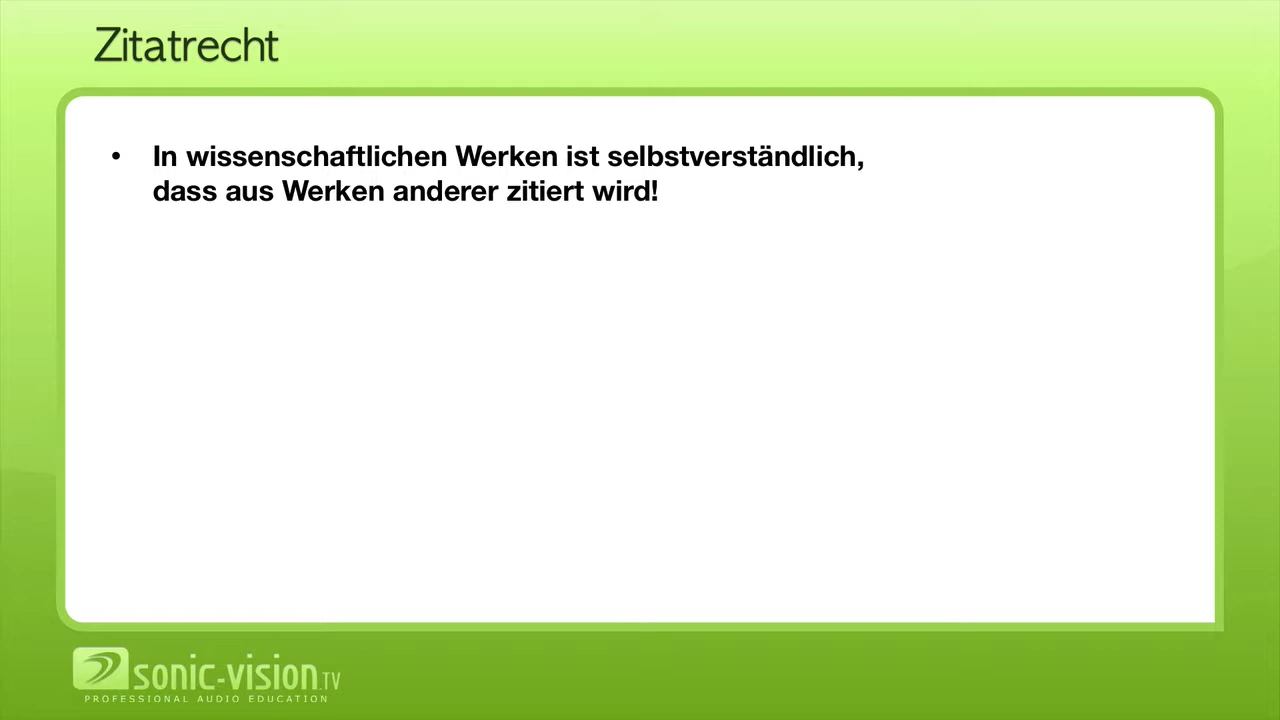 Zitatrecht
• In wissenschaftlichen Werken ist selbstverständlich,
dass aus Werken anderer zitiert wird!
sonic-vision.TV
PROFESSIONAL AUDIO EDUCATION